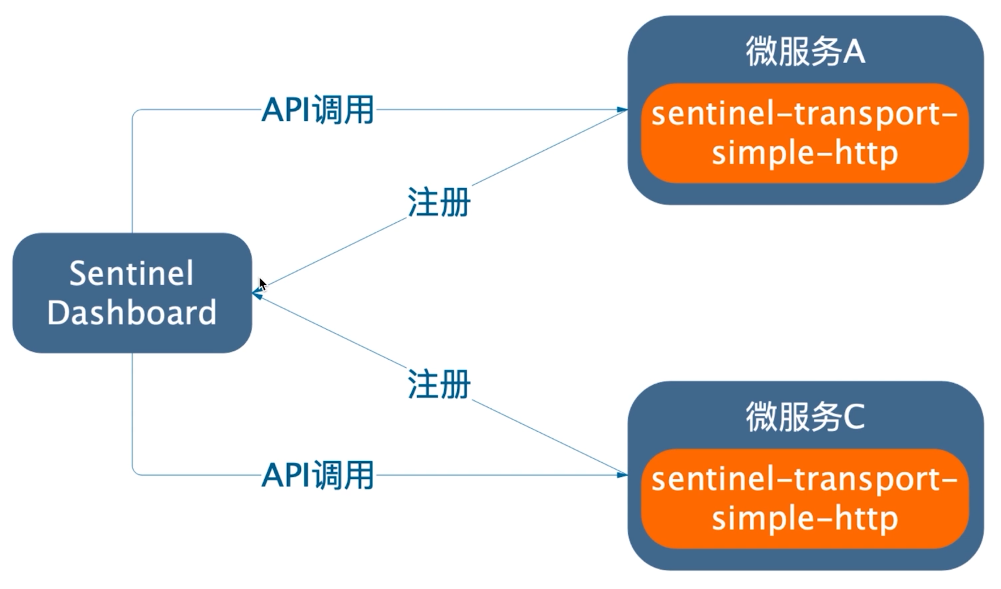 微服务A
sentinel-transport-
simple-http
API调用
注册
Sentinel
Dashboard
注册
微服务C
API调用
sentinel-transport-
simple-http